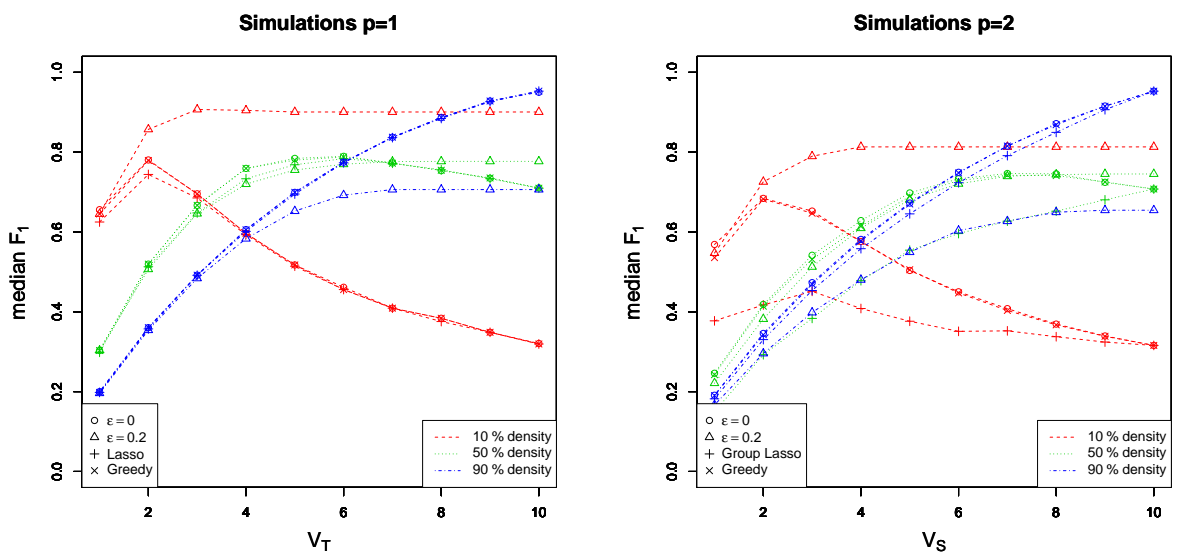 Simulations p=1
median F1
1.0
0.8
0.6
0.4
0.2
0.0
ε = 0
ε = 0.2
Lasso
Greedy
10 % density
50 % density
90 % density
2 4 6 8 10
VT
Simulations p=2
median F1
1.0
0.8
0.6
0.4
0.2
0.0
ε = 0
ε = 0.2
Group Lasso
Greedy
10 % density
50 % density
90 % density
2 4 6 8 10
VS